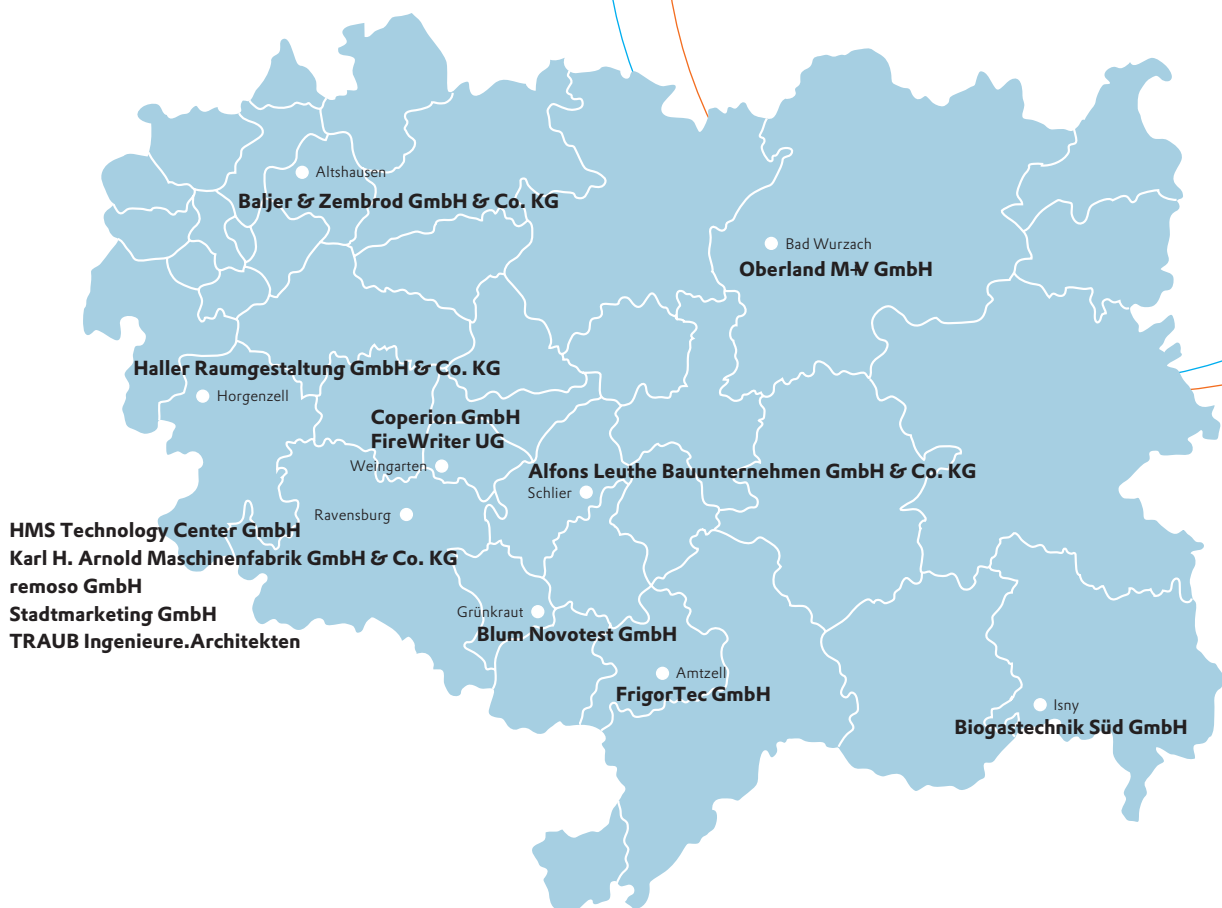 Altshausen
Baljer & Zembrod GmbH & Co. KG
Bad Wurzach
Oberland M+V GmbH
Haller Raumgestaltung GmbH & Co. KG
Horgenzell
Coperion GmbH
FireWriter UG
Weingarten
Alfons Leuthe Bauunternehmen GmbH & Co. KG
Schlier
Ravensburg
HMS Technology Center GmbH
Karl H. Arnold Maschinenfabrik GmbH & Co. KG
remoso GmbH
Stadtmarketing GmbH
TRAUB Ingenieure.Architekten
Grünkraut
Blum Novotest GmbH
Amtzell
FrigorTec GmbH
Isny
Biogastechnik Süd GmbH